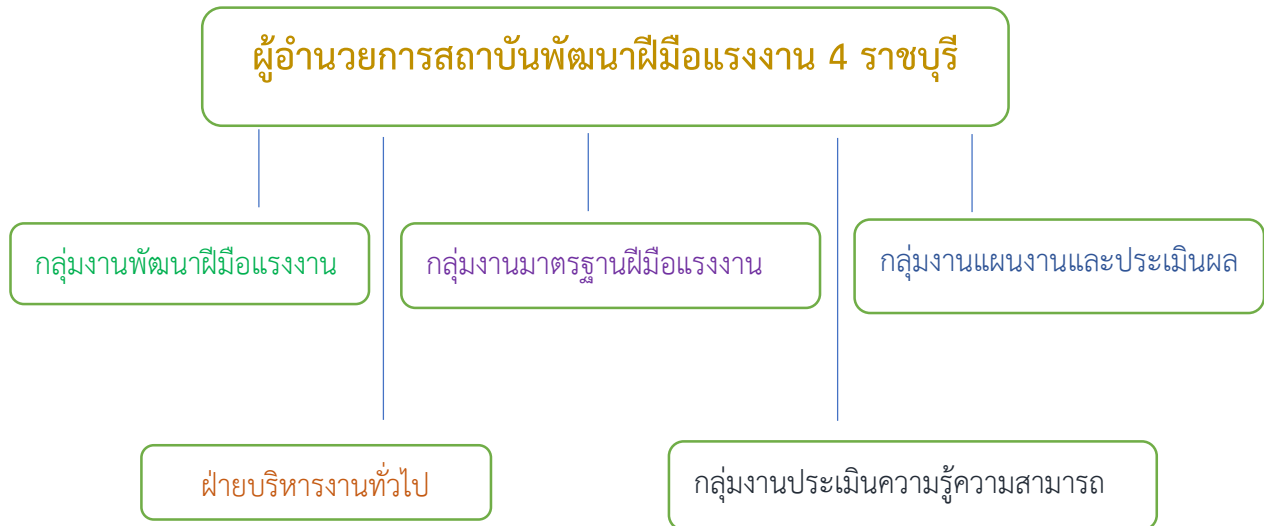 ผู้อำนวยการสถาบันพัฒนาฝีมือแรงงาน 4 ราชบุรี
กลุ่มงานพัฒนาฝีมือแรงงาน
กลุ่มงานมาตรฐานฝีมือแรงงาน
กลุ่มงานแผนงานและประเมินผล
ฝ่ายบริหารงานทั่วไป
กลุ่มงานประเมินความรู้ความสามารถ